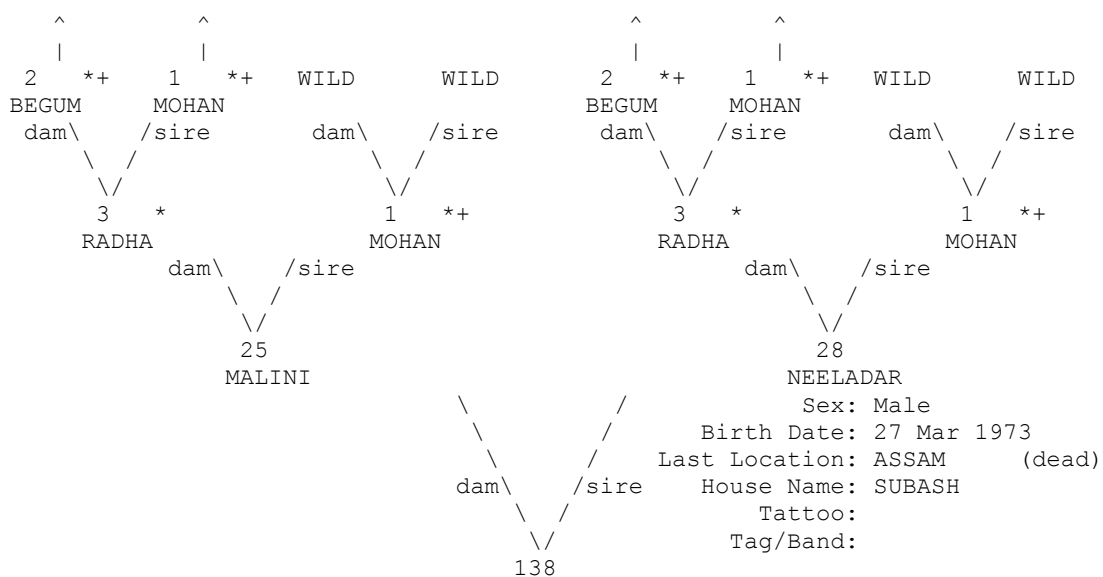 ^            ^                                   ^            ^
    |            |                                   |            |
 2    *+     1    *+    WILD       WILD        2    *+     1    *+    WILD       WILD
BEGUM      MOHAN                              BEGUM      MOHAN
 dam\      /sire        dam\      /sire        dam\      /sire        dam\      /sire
     \    /                 \    /                 \    /                 \    /
      \/                     \/                     \/                     \/
      3    *                 1    *+                3    *                 1    *+
    RADHA                  MOHAN                  RADHA                  MOHAN
           dam\      /sire                               dam\      /sire
               \    /                                        \    /
                \/                                            \/
                25                                            28
              MALINI                                        NEELADAR
                              \            /            Sex: Male
                               \          /      Birth Date: 27 Mar 1973
                                \        /    Last Location: ASSAM      (dead)
                              dam\      /sire    House Name: SUBASH
                                  \    /             Tattoo:
                                   \/              Tag/Band:
                                  138